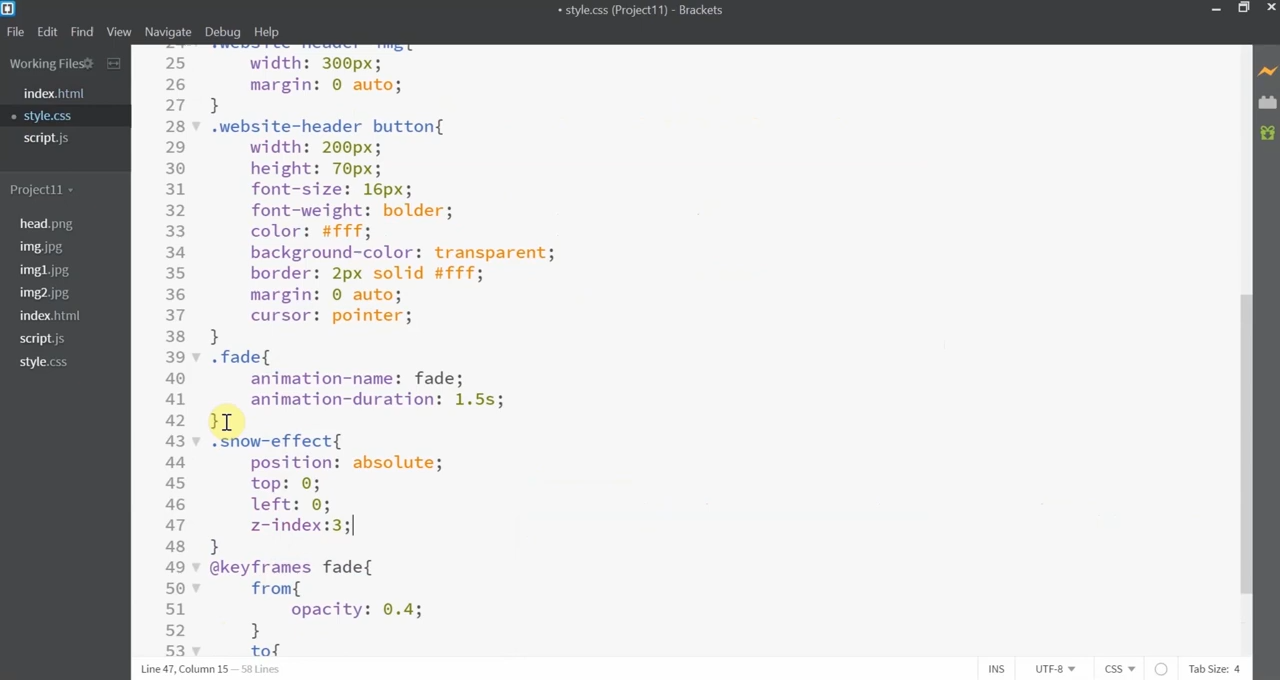 • style.css (Project11) - Brackets
File Edit Find View Navigate Debug Help
Working Files
index.html
• style.css
script.js
Project11
head.png
img.jpg
img1.jpg
img2.jpg
index.html
script.js
style.css
24 .website-header img{
25 width: 300px;
26 margin: 0 auto;
27 }
28 .website-header button{
29 width: 200px;
30 height: 70px;
31 font-size: 16px;
32 font-weight: bolder;
33 color: #fff;
34 background-color: transparent;
35 border: 2px solid #fff;
36 margin: 0 auto;
37 cursor: pointer;
38 }
39 .fade{
40 animation-name: fade;
41 animation-duration: 1.5s;
42 }
43 .snow-effect{
44 position: absolute;
45 top: 0;
46 left: 0;
47 z-index:3;
48 }
49 @keyframes fade{
50 from{
51 opacity: 0.4;
52 }
53 to{
Line 47, Column 15 — 58 Lines
INS UTF-8 CSS Tab Size: 4